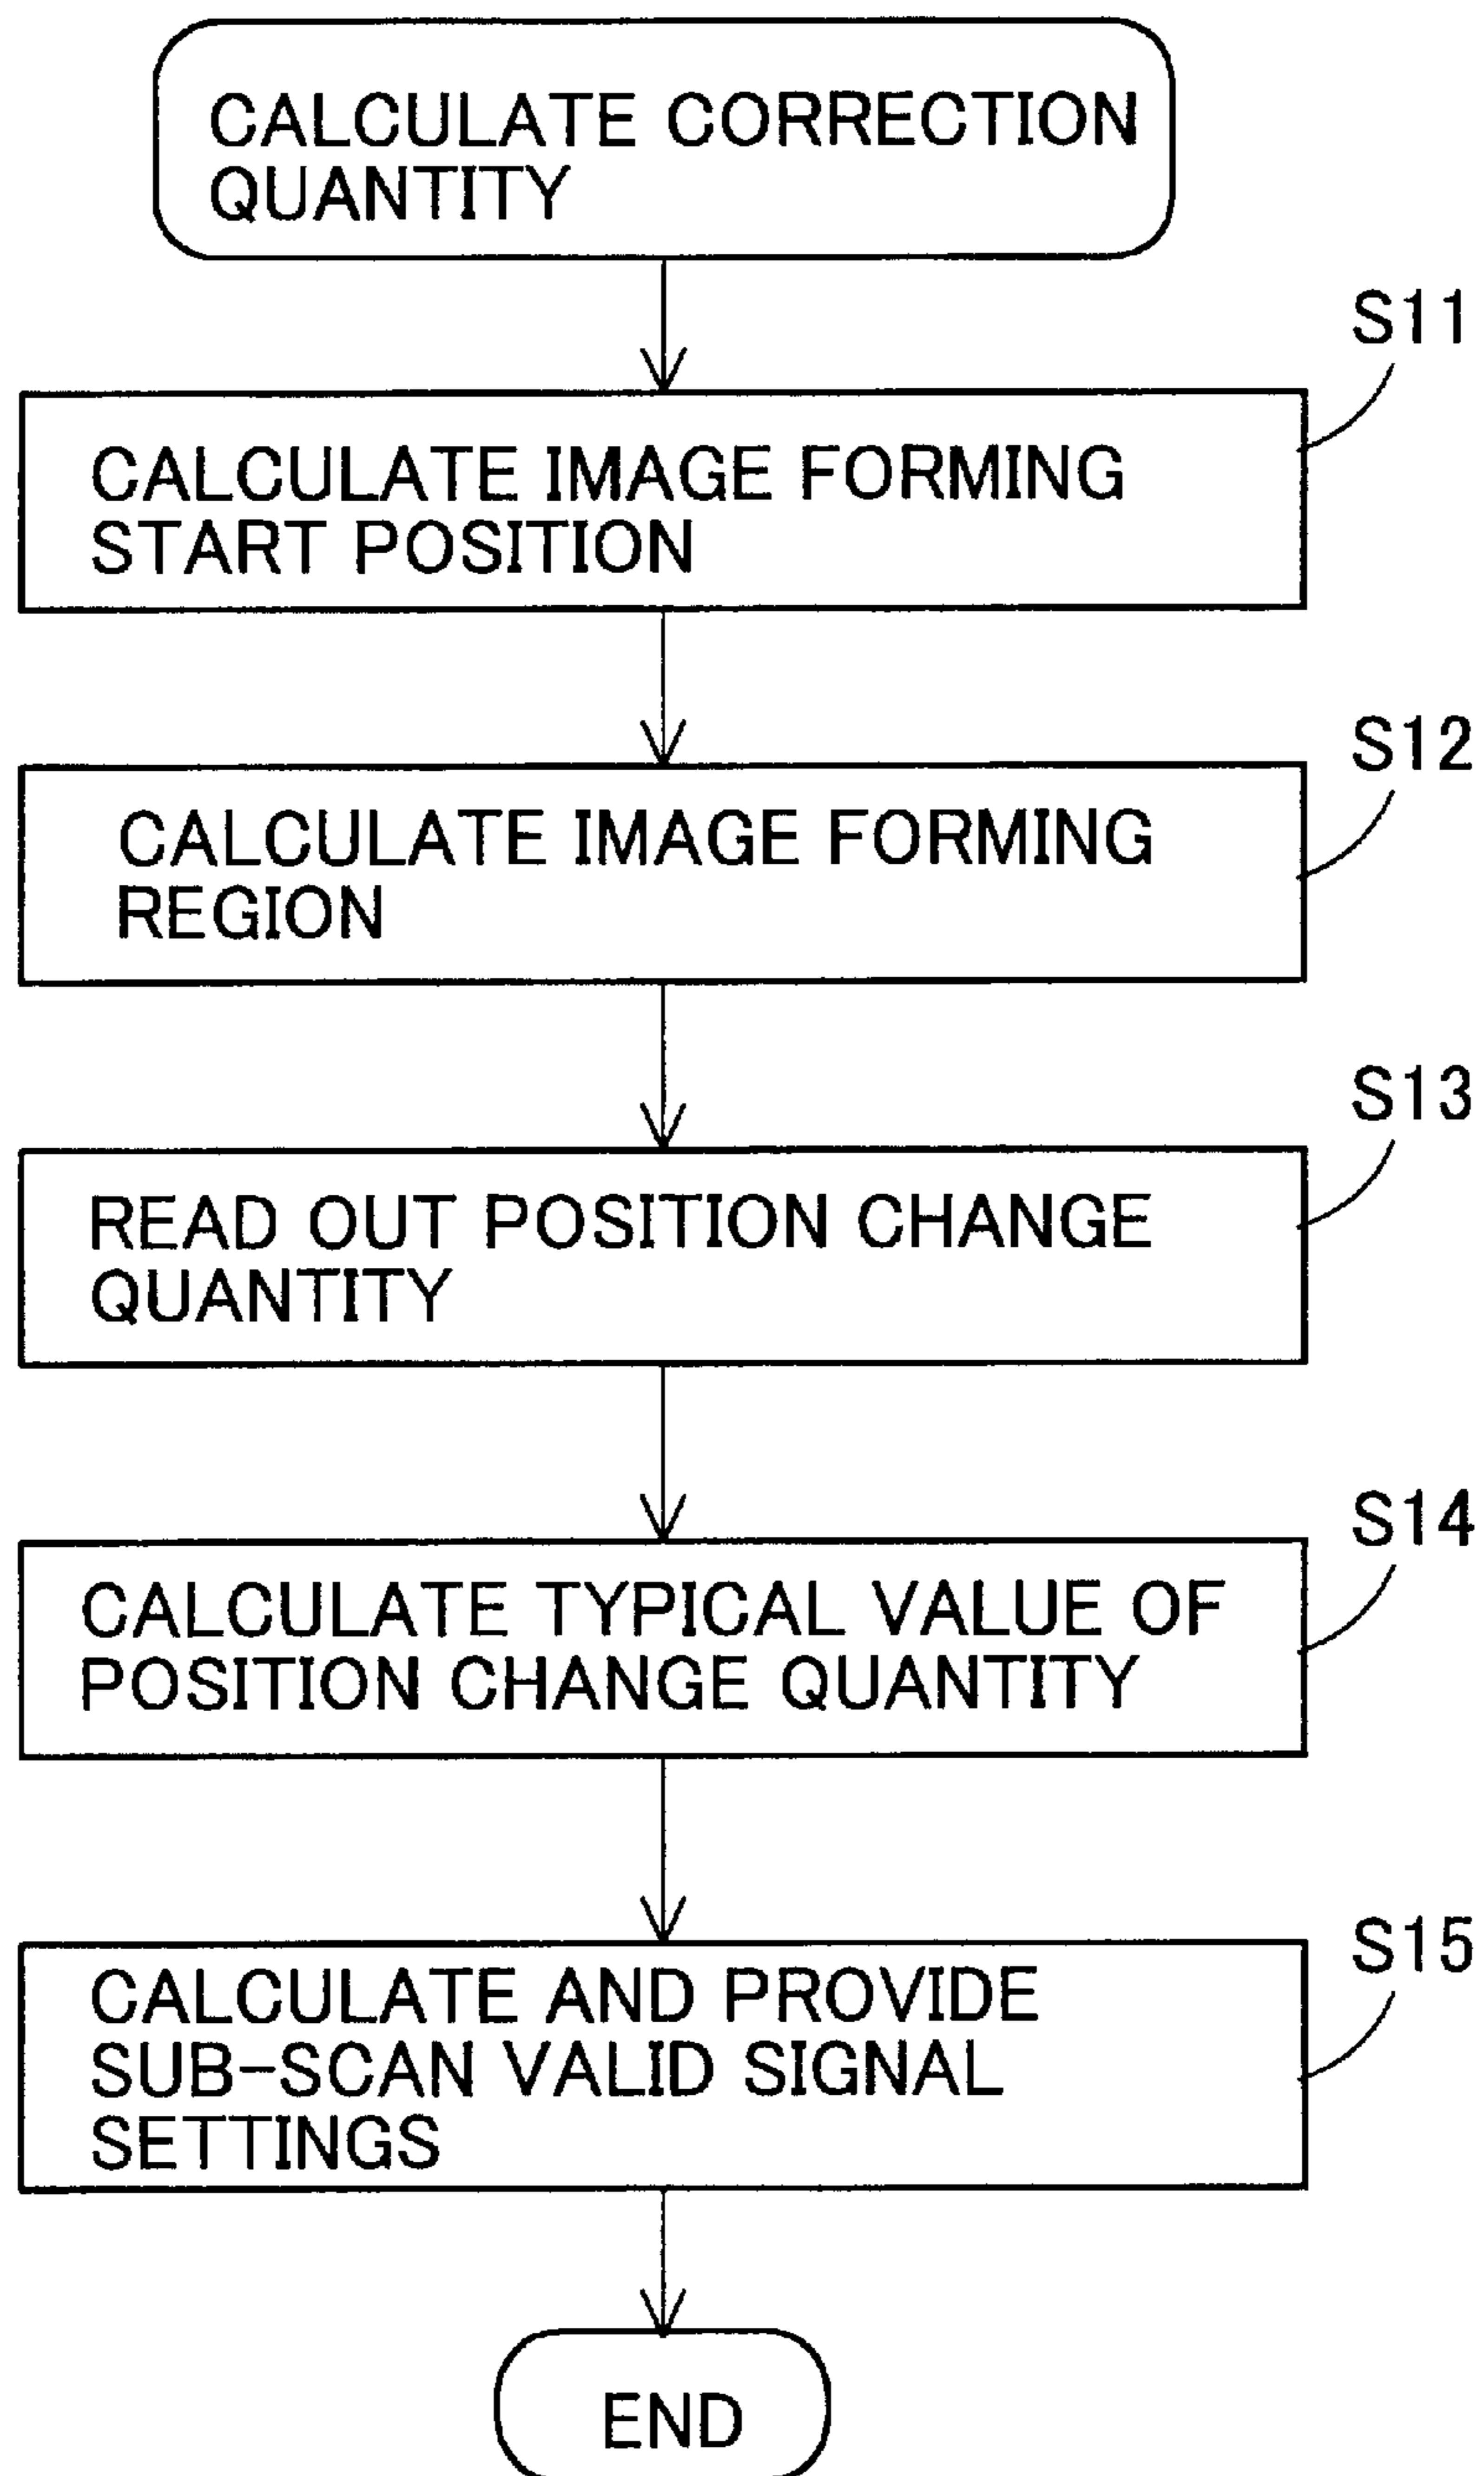 CALCULATE CORRECTION
QUANTITY
S11
CALCULATE IMAGE FORMING
START POSITION
S12
CALCULATE IMAGE FORMING
REGION
S13
READ OUT POSITION CHANGE
QUANTITY
S14
CALCULATE TYPICAL VALUE OF
POSITION CHANGE QUANTITY
S15
CALCULATE AND PROVIDE
SUB-SCAN VALID SIGNAL
SETTINGS
END